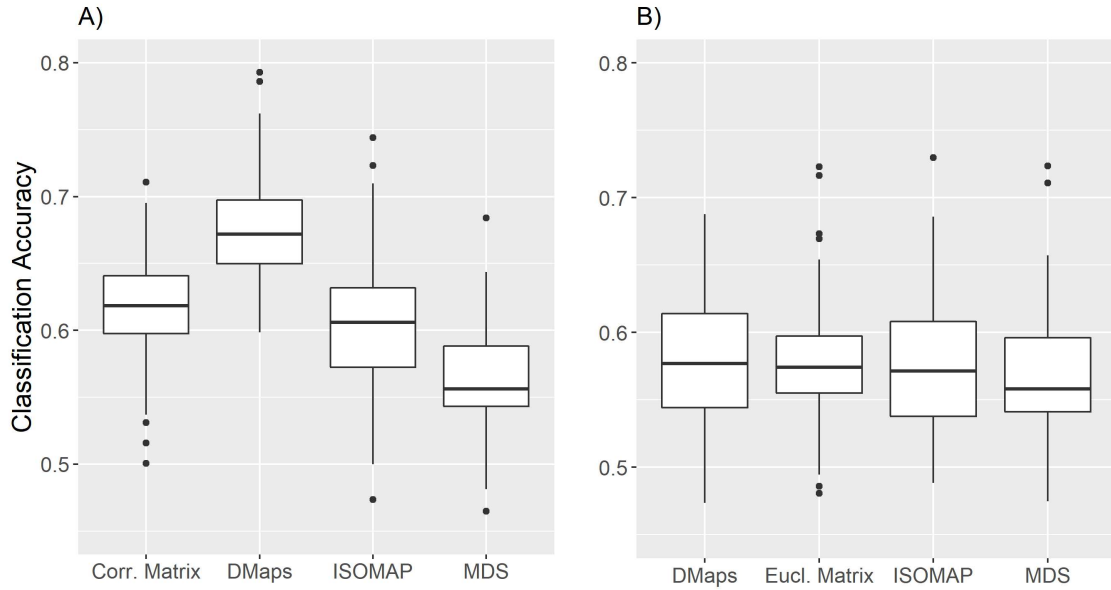 A)
B)
Classification Accuracy
0.8
0.7
0.6
0.5
Corr. Matrix DMaps ISOMAP MDS
0.8
0.7
0.6
0.5
DMaps Eucl. Matrix ISOMAP MDS